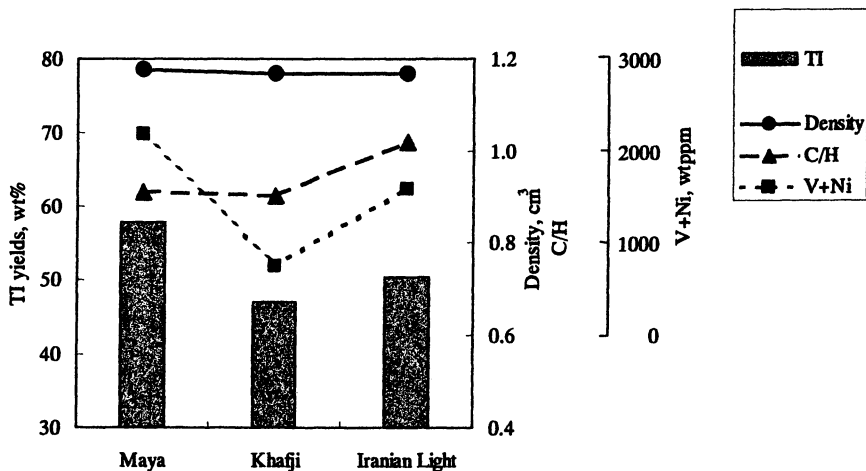 80
70
60
50
40
30
TI yields, wt%
Maya
Khafji
Iranian Light
1.2
1.0
0.8
0.6
0.4
Density, cm³
C/H
3000
2000
1000
0
V+Ni, wtppm
TI
Density
C/H
V+Ni